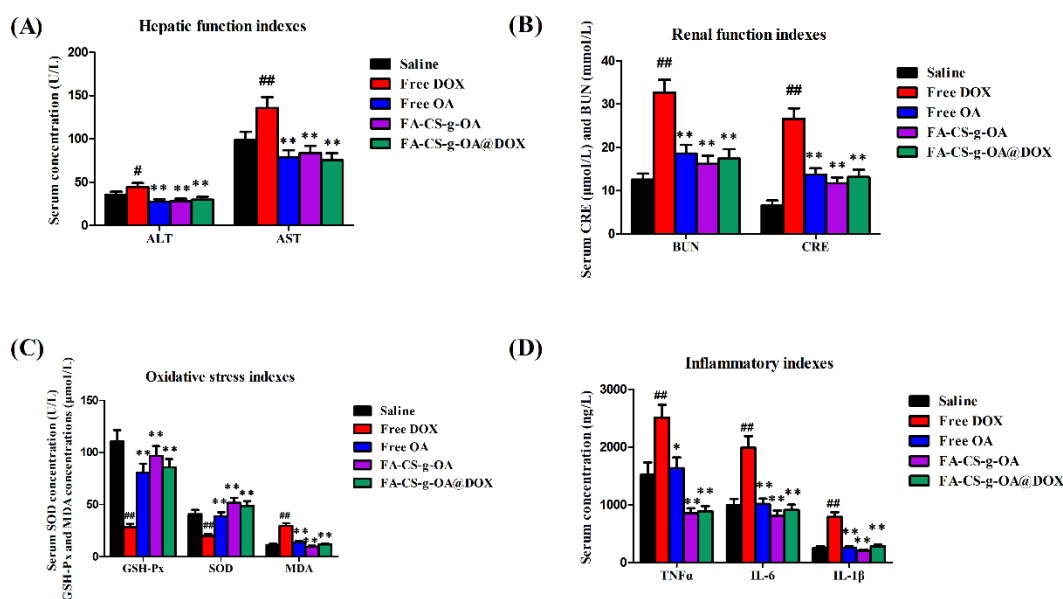 (A)
Hepatic function indexes
Serum concentration (U/L)
150
100
50
0
#
**
**
**
##
**
**
**
ALT
AST
Saline
Free DOX
Free OA
FA-CS-g-OA
FA-CS-g-OA@DOX
(B)
Renal function indexes
Serum CRE (μmol/L) and BUN (mmol/L)
40
30
20
10
0
##
**
**
**
##
**
**
**
BUN
CRE
Saline
Free DOX
Free OA
FA-CS-g-OA
FA-CS-g-OA@DOX
(C)
Oxidative stress indexes
Serum SOD concentration (U/L)
GSH-Px and MDA concentrations (μmol/L)
150
100
50
0
##
**
**
**
##
**
**
**
##
**
**
**
GSH-Px
SOD
MDA
Saline
Free DOX
Free OA
FA-CS-g-OA
FA-CS-g-OA@DOX
(D)
Inflammatory indexes
Serum concentration (ng/L)
3000
2000
1000
0
##
*
**
**
##
**
**
**
##
**
**
**
TNFα
IL-6
IL-1β
Saline
Free DOX
Free OA
FA-CS-g-OA
FA-CS-g-OA@DOX